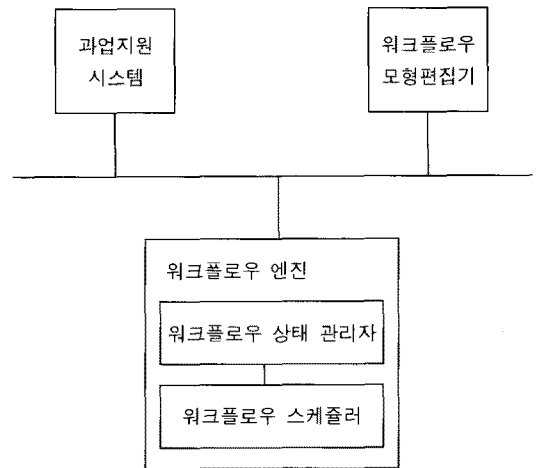 과업지원
시스템
워크플로우
모형편집기
워크플로우 엔진
워크플로우 상태 관리자
워크플로우 스케쥴러